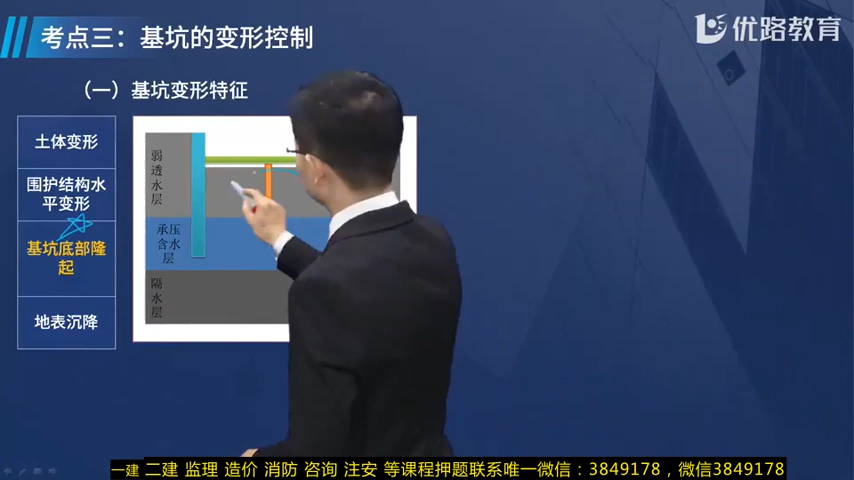 考点三：基坑的变形控制
优路教育
（一）基坑变形特征
土体变形
围护结构水
平变形
基坑底部隆
起
地表沉降
弱
透
水
层
承压
含水
层
隔
水
层
一建 二建 监理 造价 消防 咨询 注安 等课程押题联系唯一微信：3849178，微信3849178